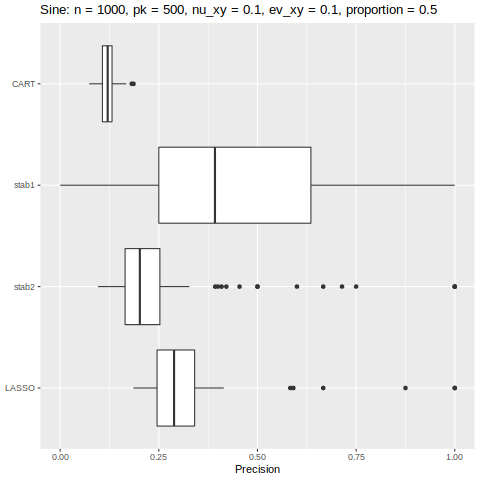 Sine: n = 1000, pk = 500, nu_xy = 0.1, ev_xy = 0.1, proportion = 0.5
CART
stab1
stab2
LASSO
0.00 0.25 0.50 0.75 1.00
Precision